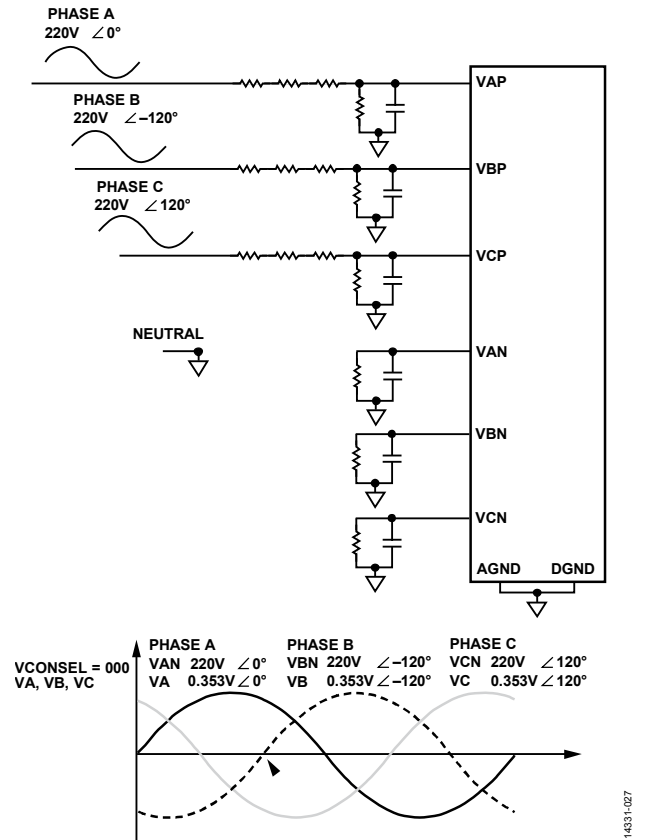 PHASE A
220V ∠0°
PHASE B
220V ∠−120°
PHASE C
220V ∠120°
NEUTRAL
VAP
VBP
VCP
VAN
VBN
VCN
AGND DGND
VCONSEL = 000
VA, VB, VC
PHASE A
VAN 220V ∠0°
VA 0.353V∠0°
PHASE B
VBN 220V ∠−120°
VB 0.353V∠−120°
PHASE C
VCN 220V ∠120°
VC 0.353V∠120°
14331-027